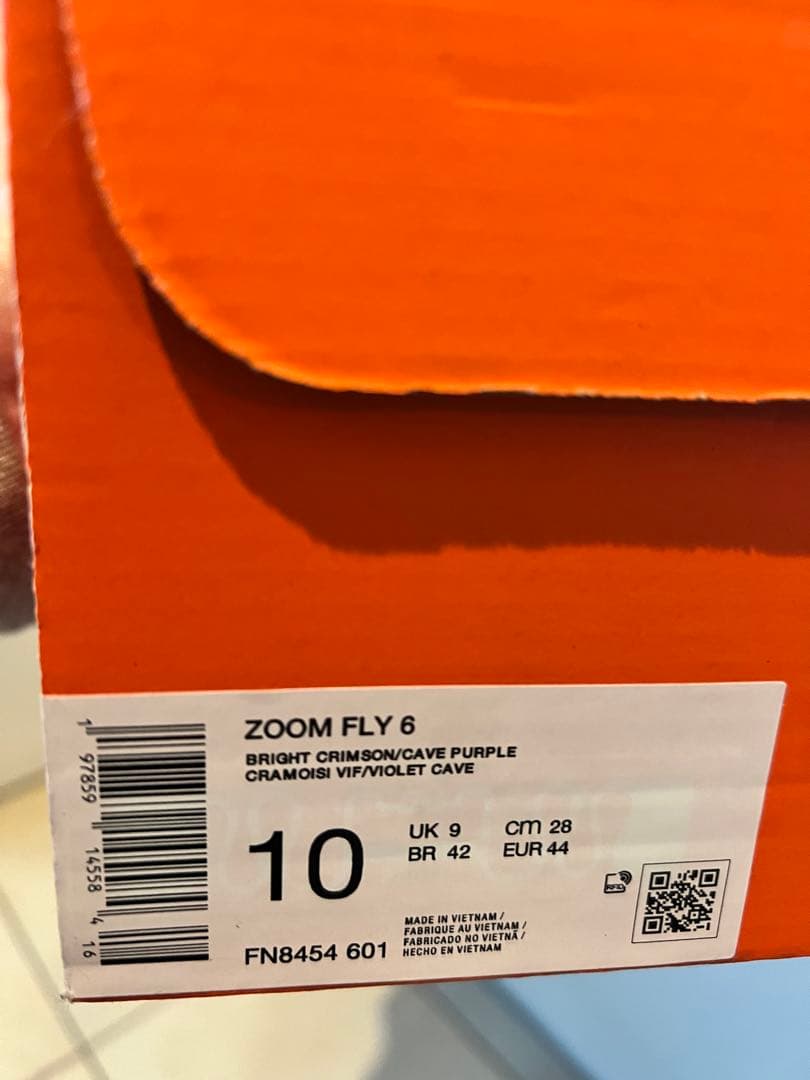 ZOOM FLY 6
BRIGHT CRIMSON/CAVE PURPLE
CRAMOISI VIF/VIOLET CAVE
10
UK 9 cm 28
BR 42 EUR 44
FN8454 601
MADE IN VIETNAM /
FABRIQUE AU VIETNAM /
FABRICADO NO VIETNÃ /
HECHO EN VIETNAM
RFID
1 97859 14558 4 16